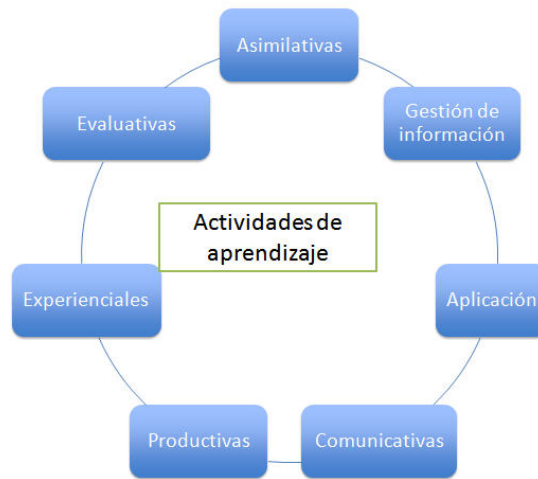 Asimilativas
Gestión de
información
Aplicación
Comunicativas
Productivas
Experienciales
Evaluativas
Actividades de
aprendizaje